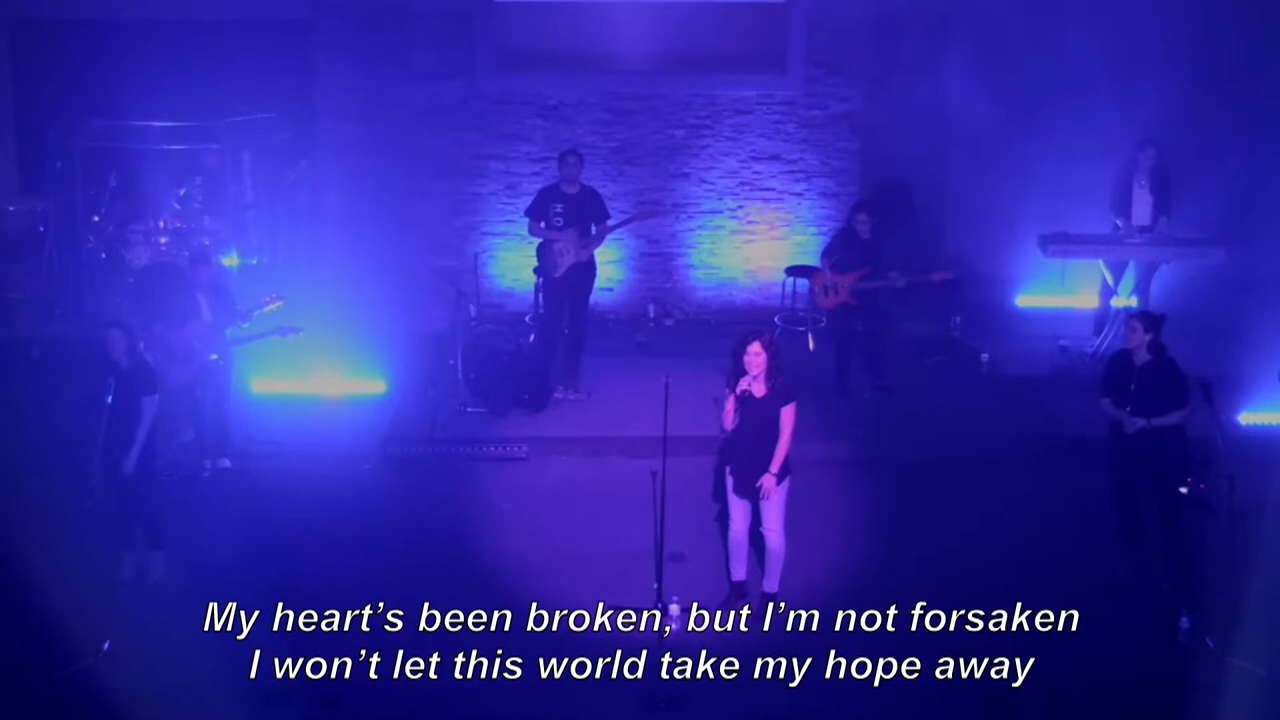 My heart’s been broken, but I’m not forsaken
I won’t let this world take my hope away